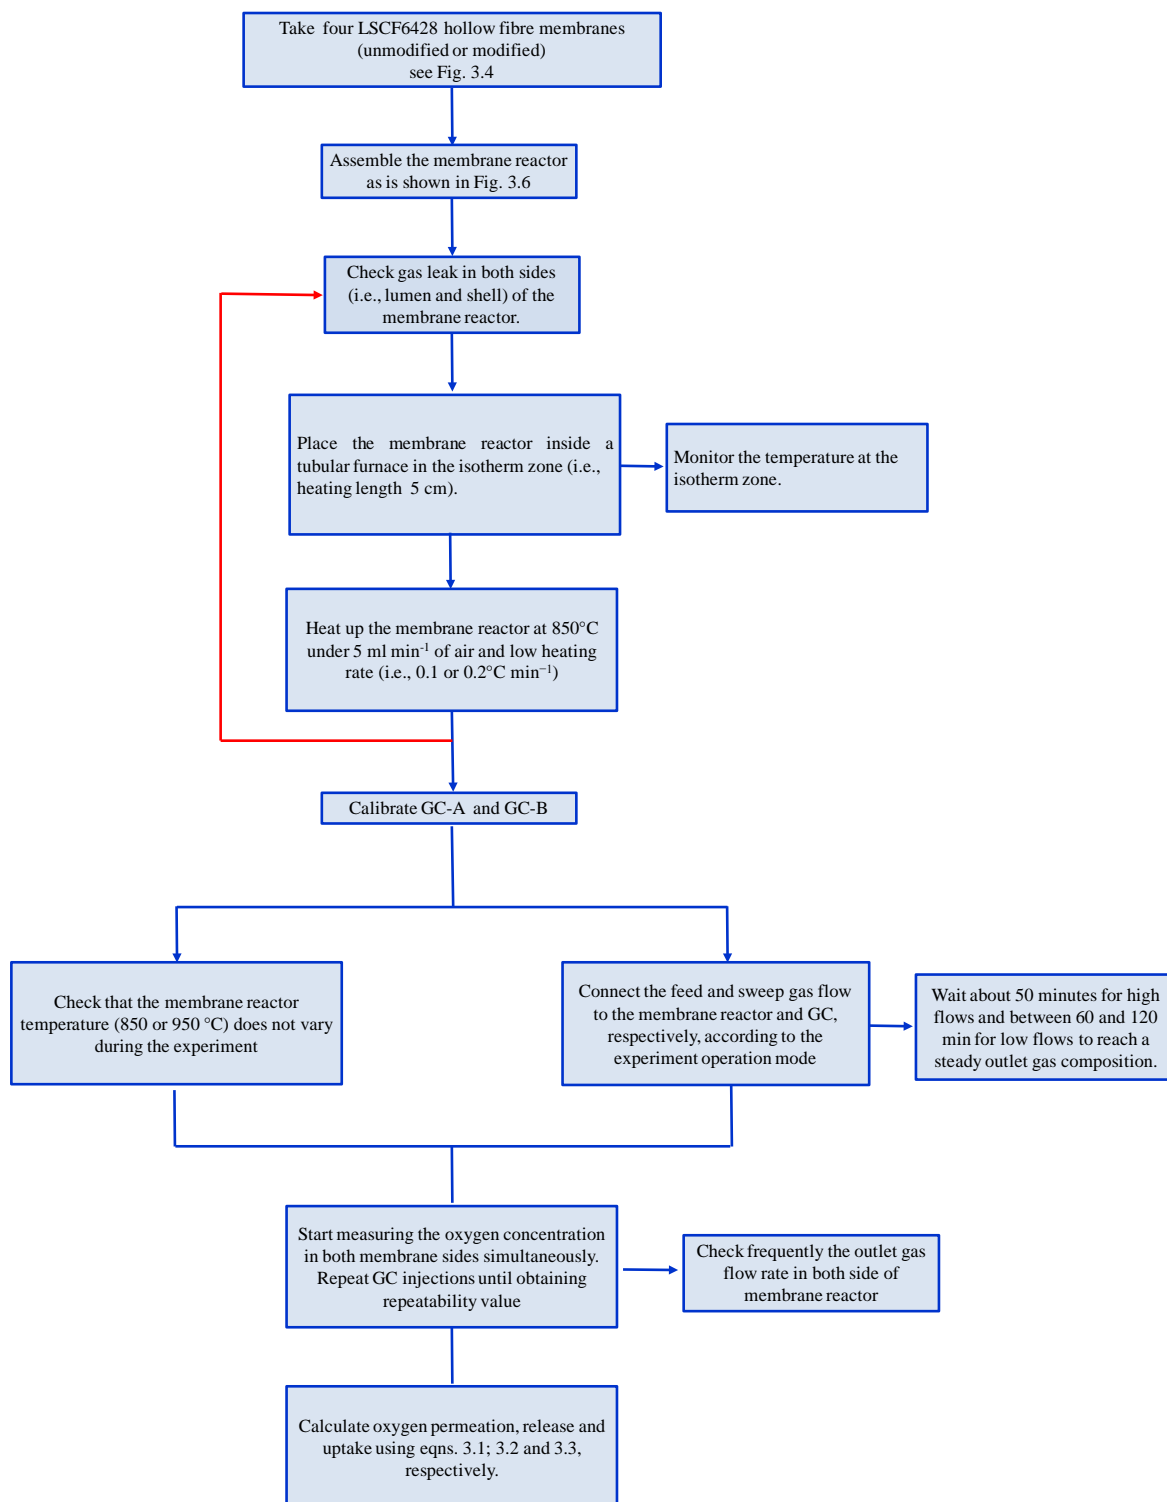 Take four LSCF6428 hollow fibre membranes
(unmodified or modified)
see Fig. 3.4
Assemble the membrane reactor
as is shown in Fig. 3.6
Check gas leak in both sides
(i.e., lumen and shell) of the
membrane reactor.
Place the membrane reactor inside a
tubular furnace in the isotherm zone (i.e.,
heating length 5 cm).
Monitor the temperature at the
isotherm zone.
Heat up the membrane reactor at 850°C
under 5 ml min⁻¹ of air and low heating
rate (i.e., 0.1 or 0.2°C min⁻¹)
Calibrate GC-A and GC-B
Check that the membrane reactor
temperature (850 or 950 °C) does not vary
during the experiment
Connect the feed and sweep gas flow
to the membrane reactor and GC,
respectively, according to the
experiment operation mode
Wait about 50 minutes for high
flows and between 60 and 120
min for low flows to reach a
steady outlet gas composition.
Start measuring the oxygen concentration
in both membrane sides simultaneously.
Repeat GC injections until obtaining
repeatability value
Check frequently the outlet gas
flow rate in both side of
membrane reactor
Calculate oxygen permeation, release and
uptake using eqns. 3.1; 3.2 and 3.3,
respectively.